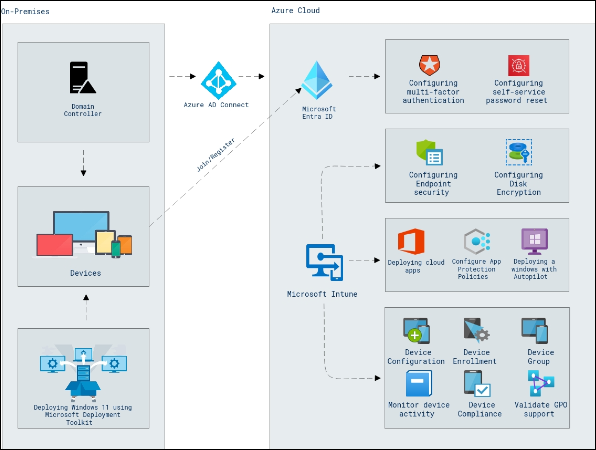 On-Premises
Azure Cloud
Domain
Controller
Azure AD Connect
Microsoft
Entra ID
Configuring
multi-factor
authentication
Configuring
self-service
password reset
Join/Register
Configuring
Endpoint
security
Configuring
Disk
Encryption
Devices
Microsoft Intune
Deploying cloud
apps
Configure App
Protection
Policies
Deploying a
windows with
Autopilot
Deploying Windows 11 using
Microsoft Deployment
Toolkit
Device
Configuration
Device
Enrollment
Device
Group
Monitor device
activity
Device
Compliance
Validate GPO
support